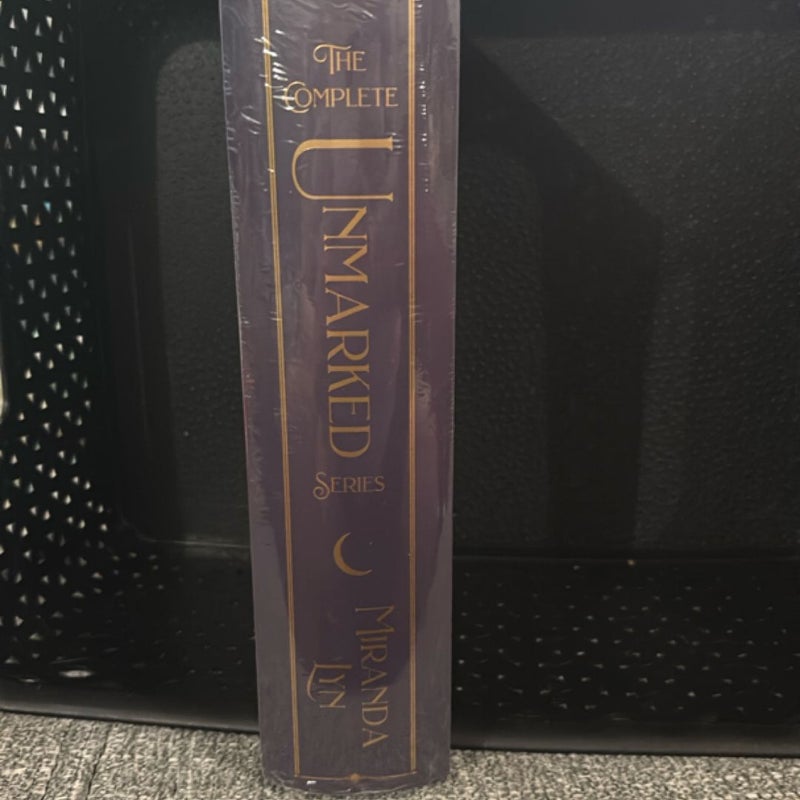 THE
COMPLETE
UNMARKED
SERIES
MIRANDA
LYN